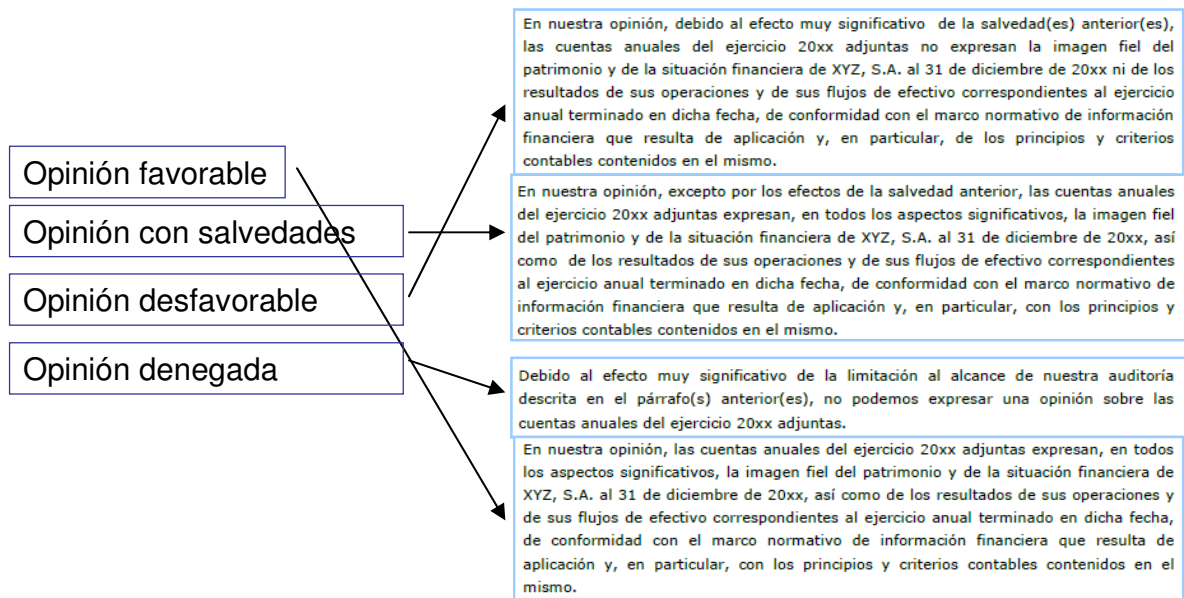 Opinión favorable
Opinión con salvedades
Opinión desfavorable
Opinión denegada
En nuestra opinión, debido al efecto muy significativo de la salvedad(es) anterior(es),
las cuentas anuales del ejercicio 20xx adjuntas no expresan la imagen fiel del
patrimonio y de la situación financiera de XYZ, S.A. al 31 de diciembre de 20xx ni de los
resultados de sus operaciones y de sus flujos de efectivo correspondientes al ejercicio
anual terminado en dicha fecha, de conformidad con el marco normativo de información
financiera que resulta de aplicación y, en particular, de los principios y criterios
contables contenidos en el mismo.
En nuestra opinión, excepto por los efectos de la salvedad anterior, las cuentas anuales
del ejercicio 20xx adjuntas expresan, en todos los aspectos significativos, la imagen fiel
del patrimonio y de la situación financiera de XYZ, S.A. al 31 de diciembre de 20xx, así
como de los resultados de sus operaciones y de sus flujos de efectivo correspondientes
al ejercicio anual terminado en dicha fecha, de conformidad con el marco normativo de
información financiera que resulta de aplicación y, en particular, con los principios y
criterios contables contenidos en el mismo.
Debido al efecto muy significativo de la limitación al alcance de nuestra auditoría
descrita en el párrafo(s) anterior(es), no podemos expresar una opinión sobre las
cuentas anuales del ejercicio 20xx adjuntas.
En nuestra opinión, las cuentas anuales del ejercicio 20xx adjuntas expresan, en todos
los aspectos significativos, la imagen fiel del patrimonio y de la situación financiera de
XYZ, S.A. al 31 de diciembre de 20xx, así como de los resultados de sus operaciones y
de sus flujos de efectivo correspondientes al ejercicio anual terminado en dicha fecha,
de conformidad con el marco normativo de información financiera que resulta de
aplicación y, en particular, con los principios y criterios contables contenidos en el
mismo.